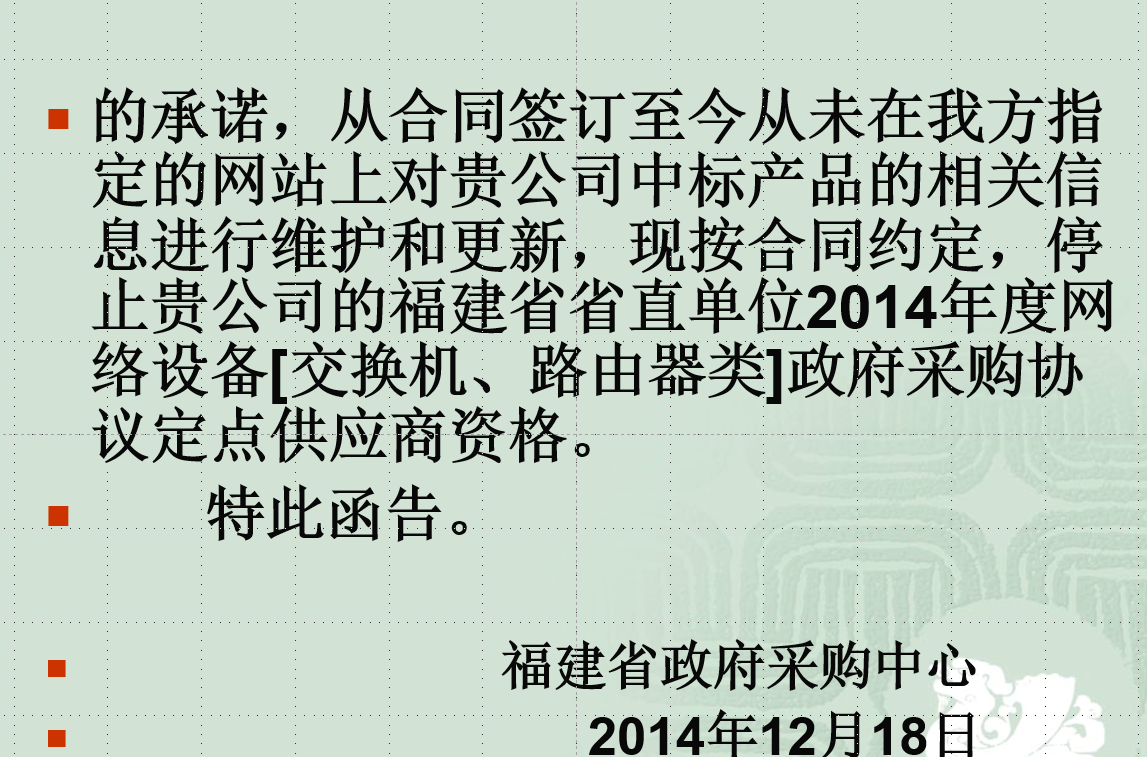 的承诺，从合同签订至今从未在我方指
定的网站上对贵公司中标产品的相关信
息进行维护和更新，现按合同约定，停
止贵公司的福建省省直单位2014年度网
络设备[交换机、路由器类]政府采购协
议定点供应商资格。
特此函告。
福建省政府采购中心
2014年12月18日